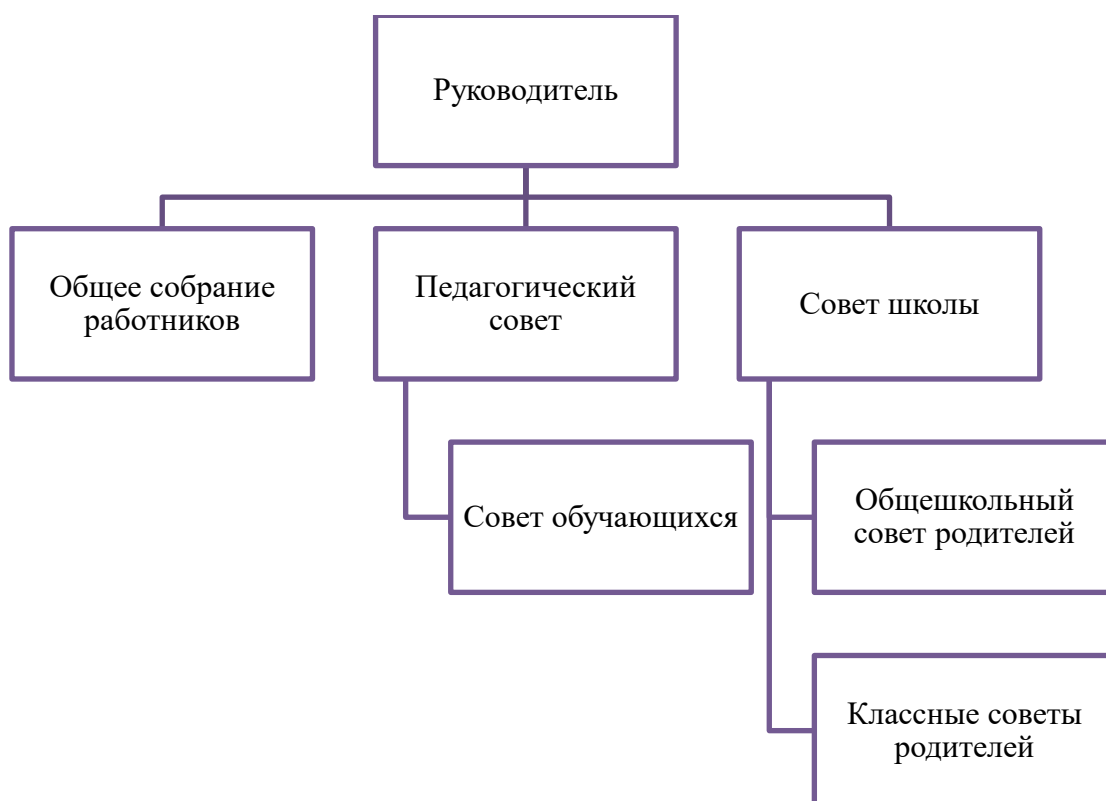 Руководитель
Общее собрание
работников
Педагогический
совет
Совет школы
Совет обучающихся
Общешкольный
совет родителей
Классные советы
родителей